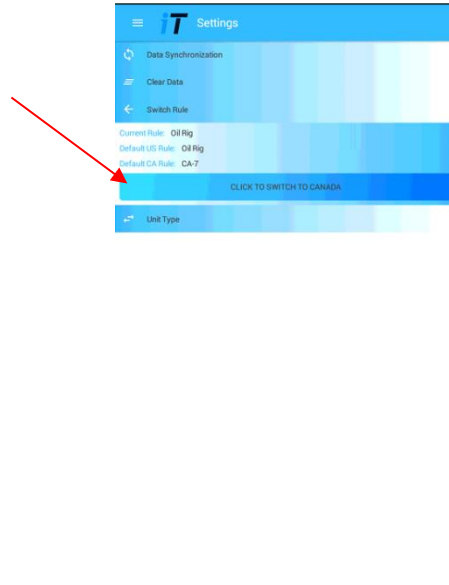 iT Settings
Data Synchronization
Clear Data
Switch Rule
Current Rule: Oil Rig
Default US Rule: Oil Rig
Default CA Rule: CA-7
CLICK TO SWITCH TO CANADA
Unit Type